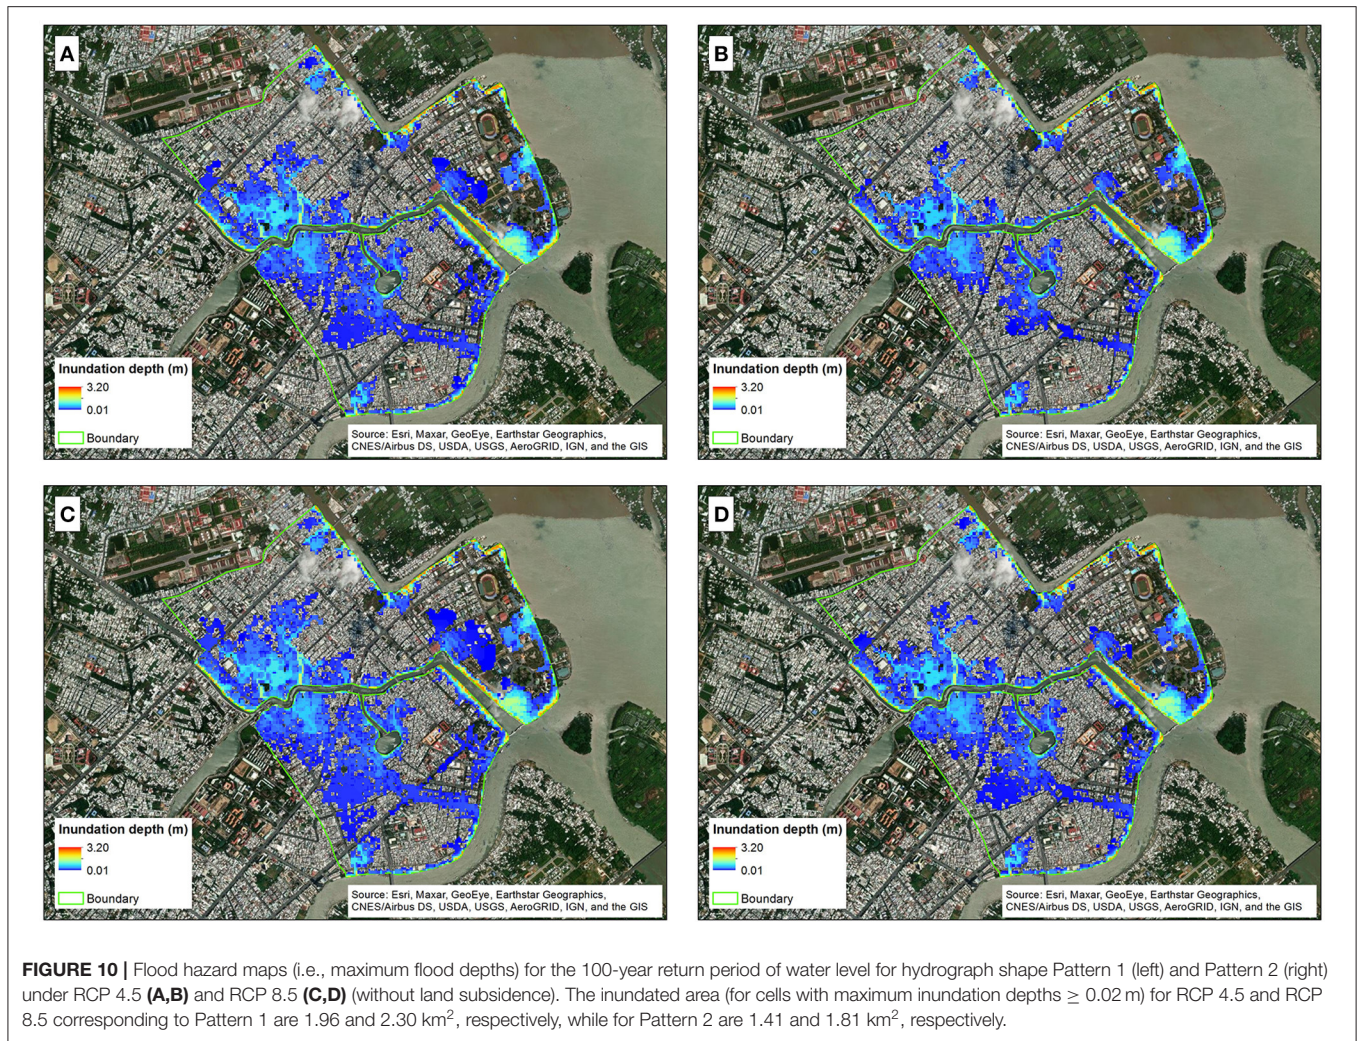 A
Inundation depth (m)
3.20
0.01
Boundary
Source: Esri, Maxar, GeoEye, Earthstar Geographics,
CNES/Airbus DS, USDA, USGS, AeroGRID, IGN, and the GIS
B
Inundation depth (m)
3.20
0.01
Boundary
Source: Esri, Maxar, GeoEye, Earthstar Geographics,
CNES/Airbus DS, USDA, USGS, AeroGRID, IGN, and the GIS
C
Inundation depth (m)
3.20
0.01
Boundary
Source: Esri, Maxar, GeoEye, Earthstar Geographics,
CNES/Airbus DS, USDA, USGS, AeroGRID, IGN, and the GIS
D
Inundation depth (m)
3.20
0.01
Boundary
Source: Esri, Maxar, GeoEye, Earthstar Geographics,
CNES/Airbus DS, USDA, USGS, AeroGRID, IGN, and the GIS
FIGURE 10 | Flood hazard maps (i.e., maximum flood depths) for the 100-year return period of water level for hydrograph shape Pattern 1 (left) and Pattern 2 (right)
under RCP 4.5 (A,B) and RCP 8.5 (C,D) (without land subsidence). The inundated area (for cells with maximum inundation depths ≥ 0.02 m) for RCP 4.5 and RCP
8.5 corresponding to Pattern 1 are 1.96 and 2.30 km², respectively, while for Pattern 2 are 1.41 and 1.81 km², respectively.